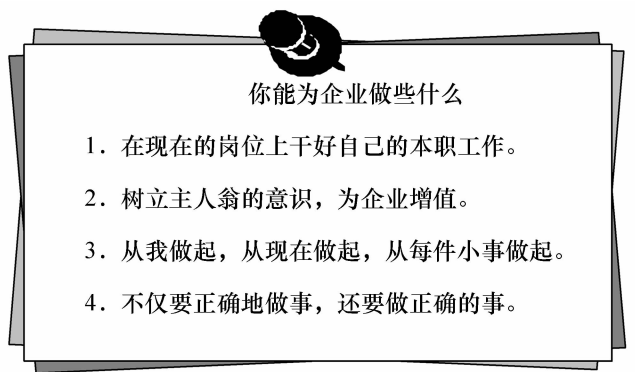 你能为企业做些什么
1．在现在的岗位上干好自己的本职工作。
2．树立主人翁的意识，为企业增值。
3．从我做起，从现在做起，从每件小事做起。
4．不仅要正确地做事，还要做正确的事。